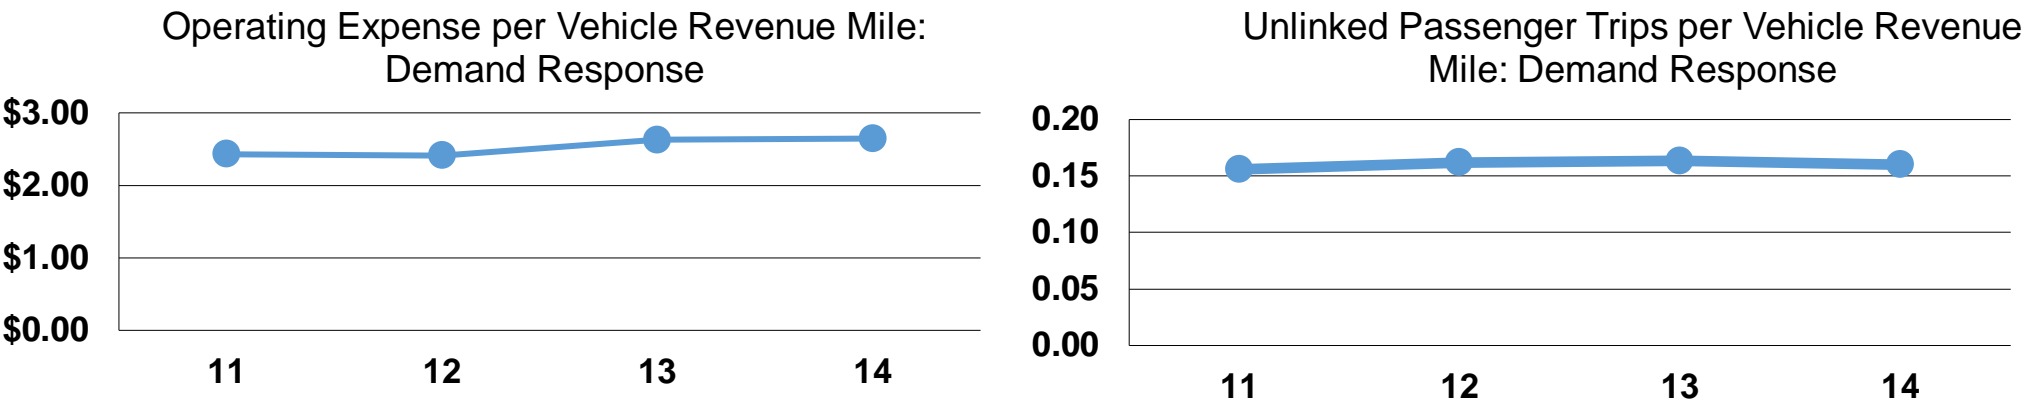 Operating Expense per Vehicle Revenue Mile:
Demand Response
$3.00
$2.00
$1.00
$0.00
11 12 13 14
Unlinked Passenger Trips per Vehicle Revenue
Mile: Demand Response
0.20
0.15
0.10
0.05
0.00
11 12 13 14